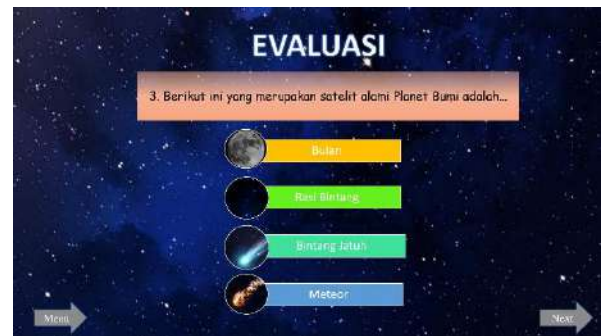 EVALUASI
3. Berikut ini yang merupakan satelit alami Planet Bumi adalah...
Bulan
Rasi Bintang
Bintang Jatuh
Meteor
Menu
Next